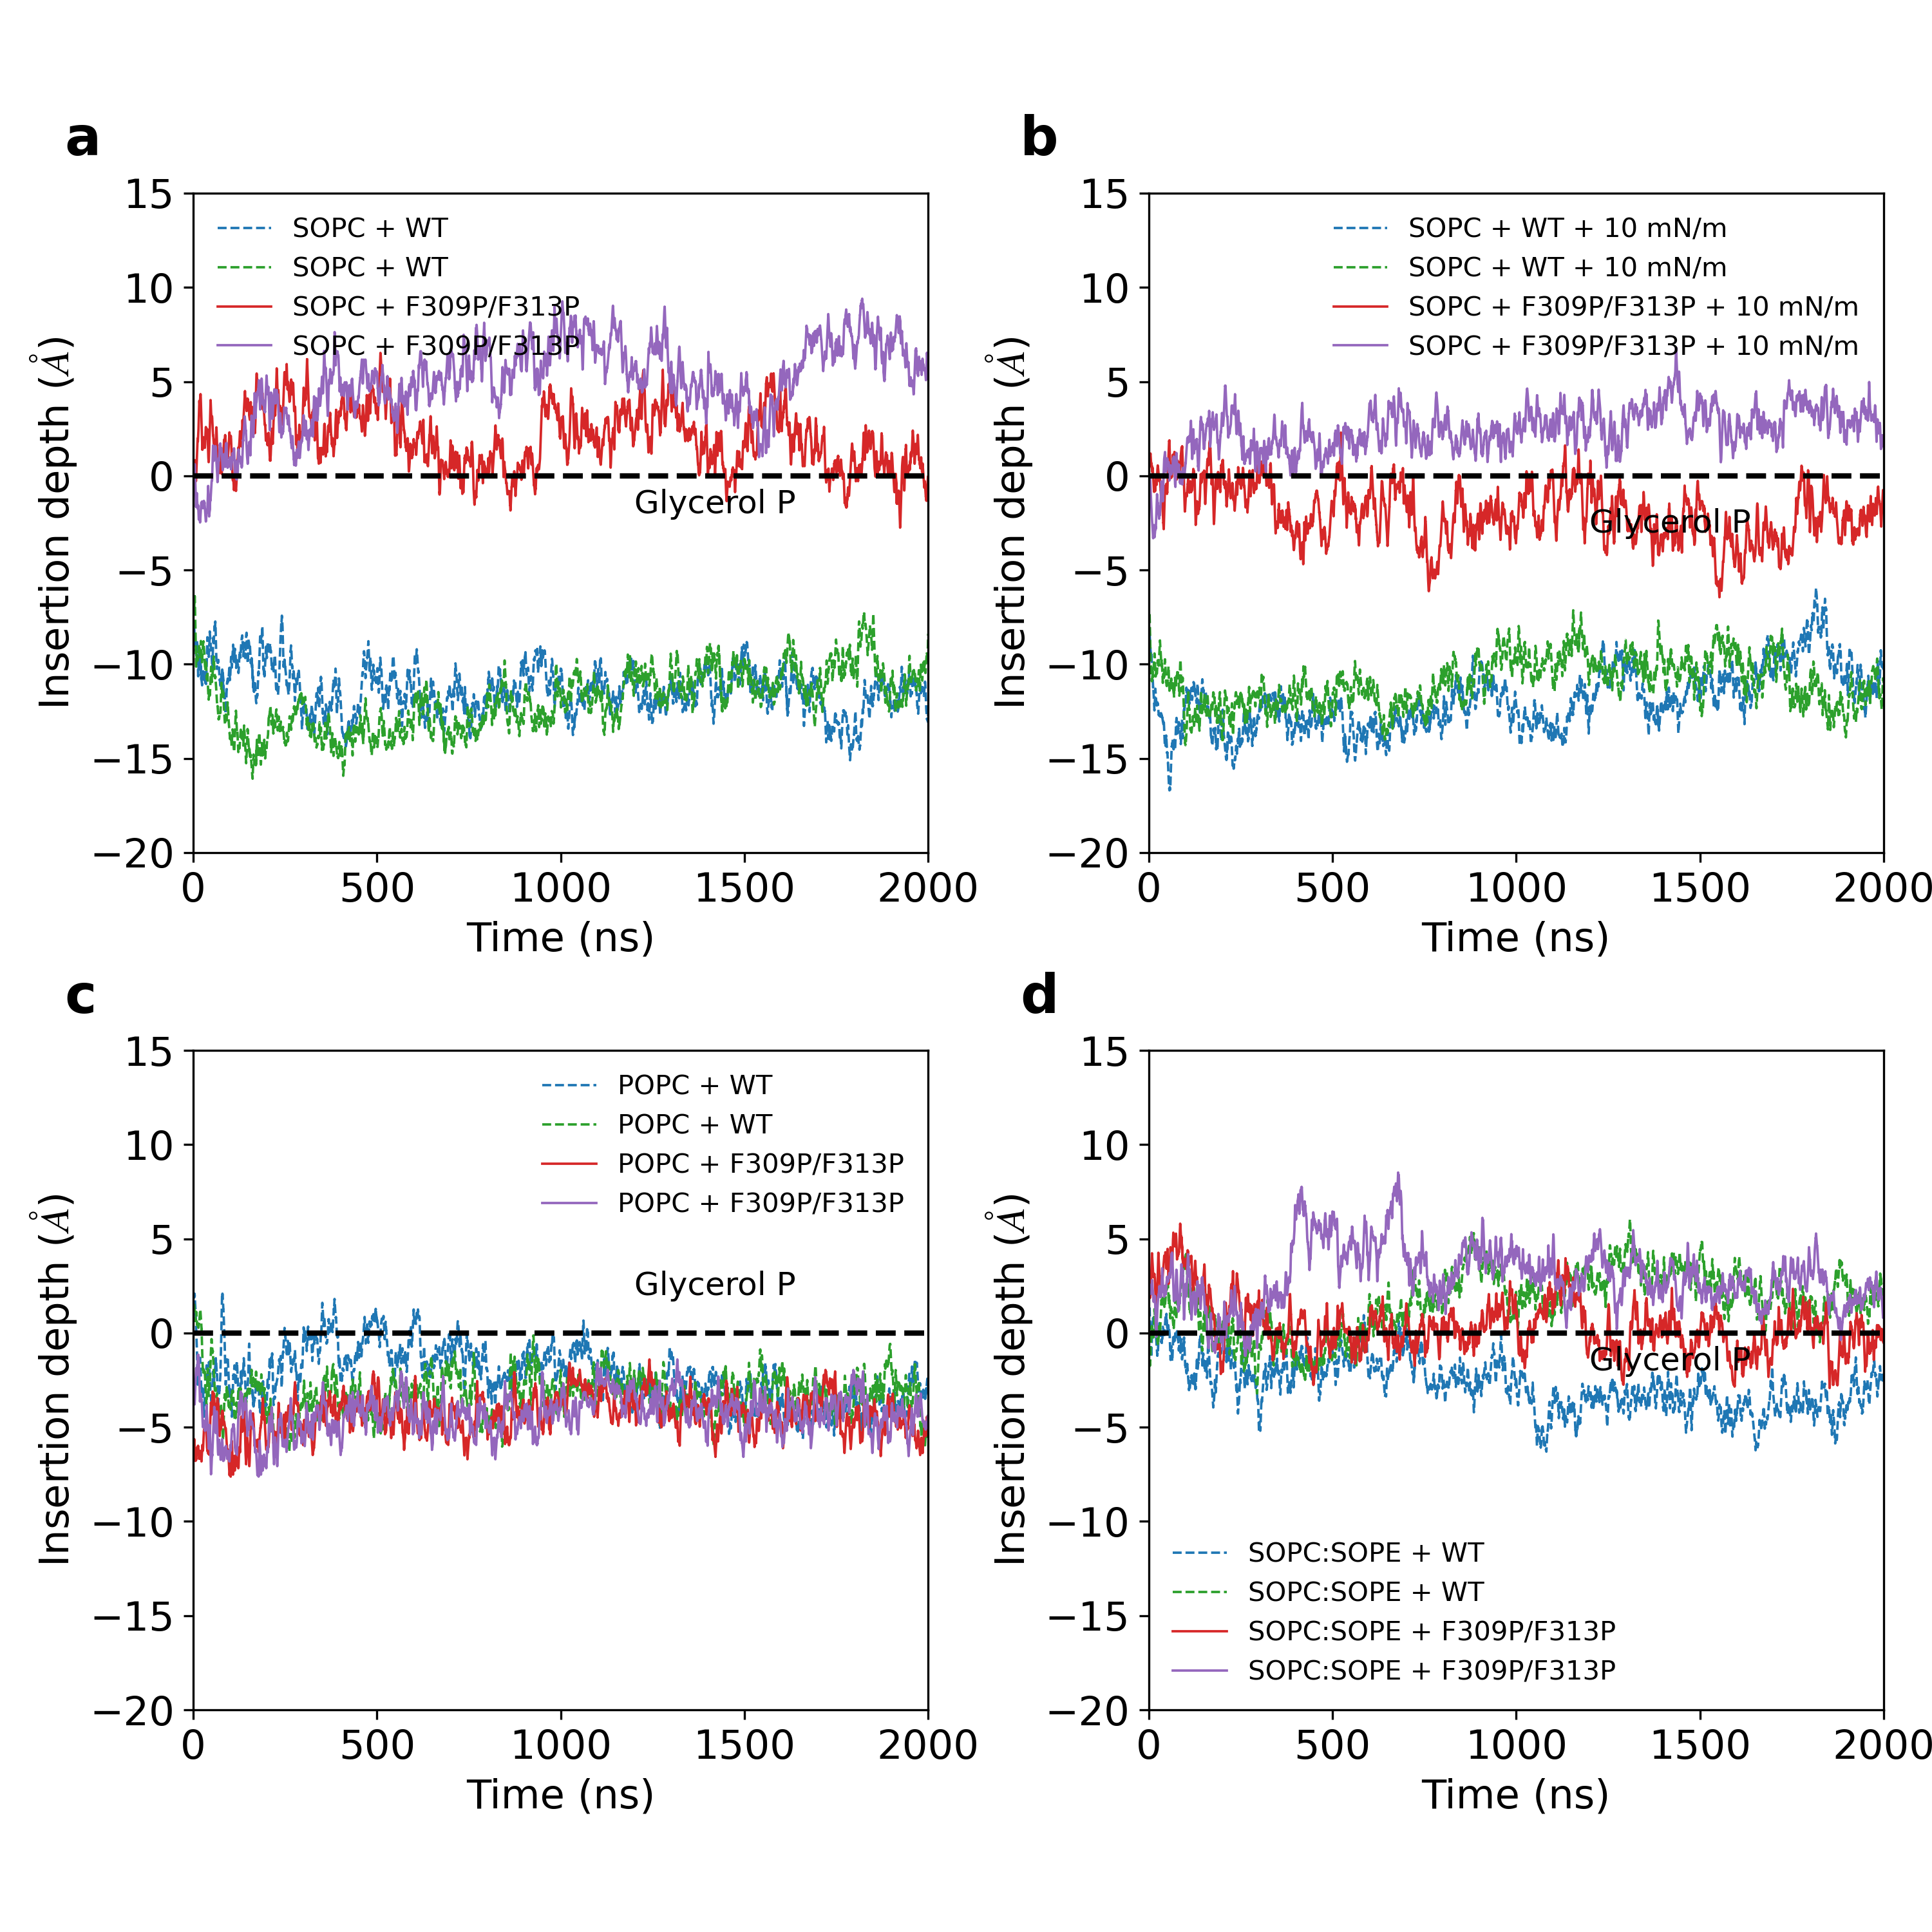 a
15
10
5
0
−5
−10
−15
−20
Insertion depth (Å)
SOPC + WT
SOPC + WT
SOPC + F309P/F313P
SOPC + F309P/F313P
Glycerol P
0 500 1000 1500 2000
Time (ns)
b
15
10
5
0
−5
−10
−15
−20
Insertion depth (Å)
SOPC + WT + 10 mN/m
SOPC + WT + 10 mN/m
SOPC + F309P/F313P + 10 mN/m
SOPC + F309P/F313P + 10 mN/m
Glycerol P
0 500 1000 1500 2000
Time (ns)
c
15
10
5
0
−5
−10
−15
−20
Insertion depth (Å)
POPC + WT
POPC + WT
POPC + F309P/F313P
POPC + F309P/F313P
Glycerol P
0 500 1000 1500 2000
Time (ns)
d
15
10
5
0
−5
−10
−15
−20
Insertion depth (Å)
Glycerol P
SOPC:SOPE + WT
SOPC:SOPE + WT
SOPC:SOPE + F309P/F313P
SOPC:SOPE + F309P/F313P
0 500 1000 1500 2000
Time (ns)